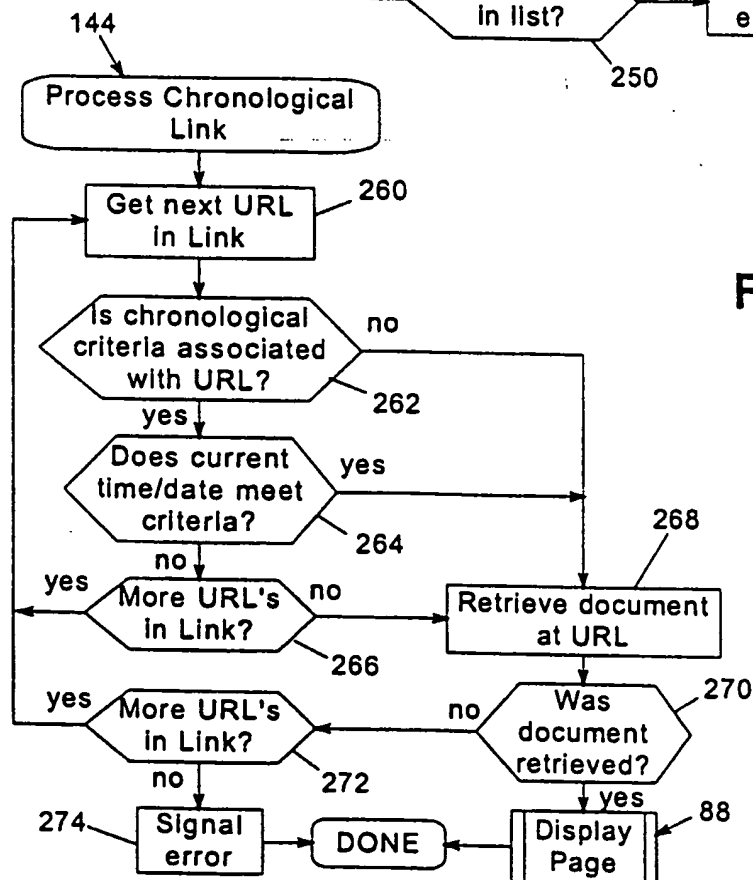 in list?
e
250
144
Process Chronological
Link
Get next URL
in Link
260
F
Is chronological
criteria associated
with URL?
no
262
yes
Does current
time/date meet
criteria?
yes
264
no
268
yes
More URL's
in Link?
no
266
Retrieve document
at URL
yes
More URL's
in Link?
272
no
no
Was
document
retrieved?
270
yes
274
Signal
error
DONE
Display
Page
88